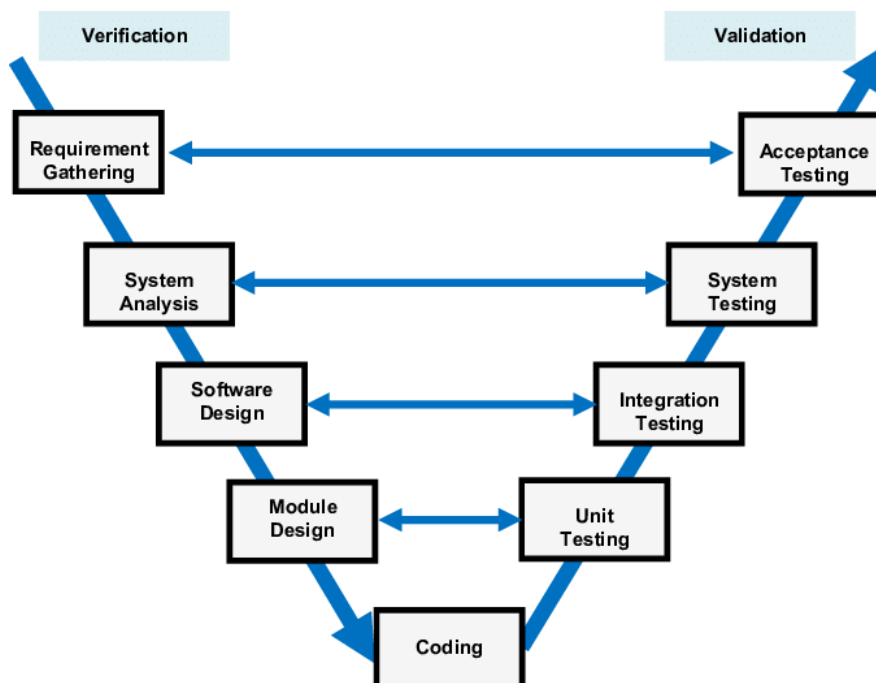 Verification
Validation
Requirement
Gathering
Acceptance
Testing
System
Analysis
System
Testing
Software
Design
Integration
Testing
Module
Design
Unit
Testing
Coding